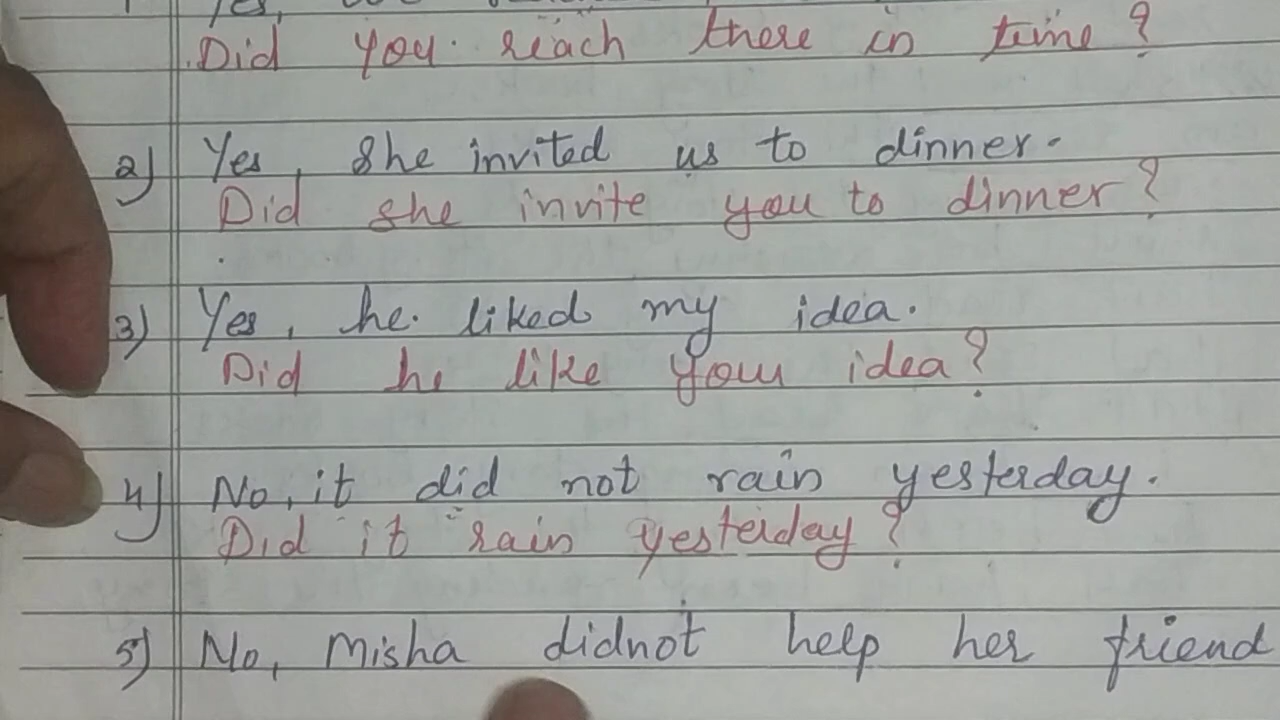 Yes,
Did you reach there in time?
2) Yes, she invited us to dinner.
Did she invite you to dinner?
3) Yes, he liked my idea.
Did he like your idea?
4) No, it did not rain yesterday.
Did it rain yesterday?
5) No, Misha didnot help her friend